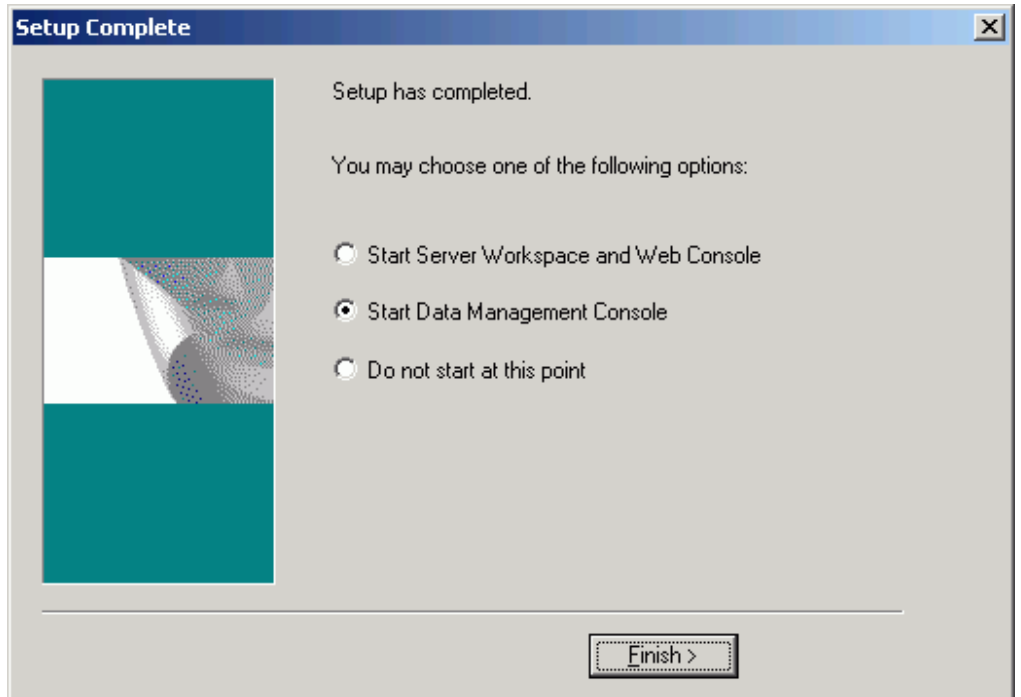 Setup Complete
Setup has completed.
You may choose one of the following options:
Start Server Workspace and Web Console
Start Data Management Console
Do not start at this point
Finish >